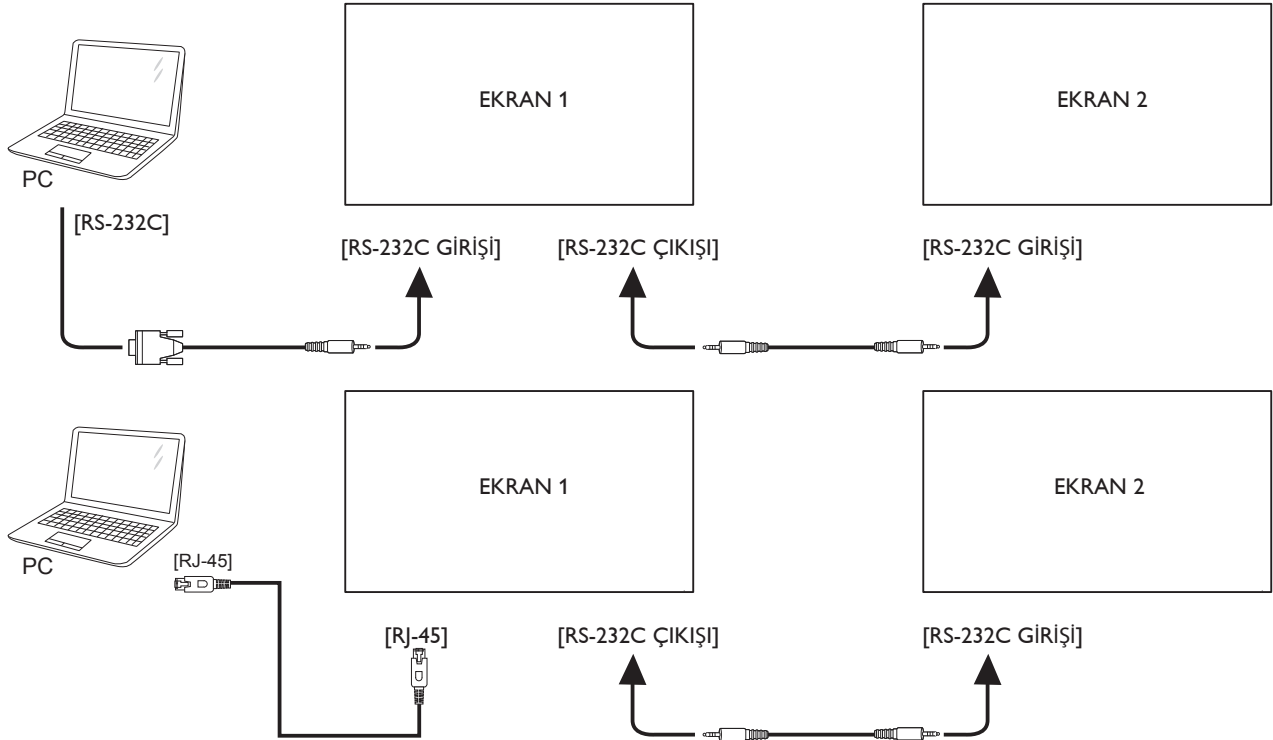 EKRAN 1
EKRAN 2
PC
[RS-232C]
[RS-232C GİRİŞİ]
[RS-232C ÇIKIŞI]
[RS-232C GİRİŞİ]
EKRAN 1
EKRAN 2
PC
[RJ-45]
[RJ-45]
[RS-232C ÇIKIŞI]
[RS-232C GİRİŞİ]